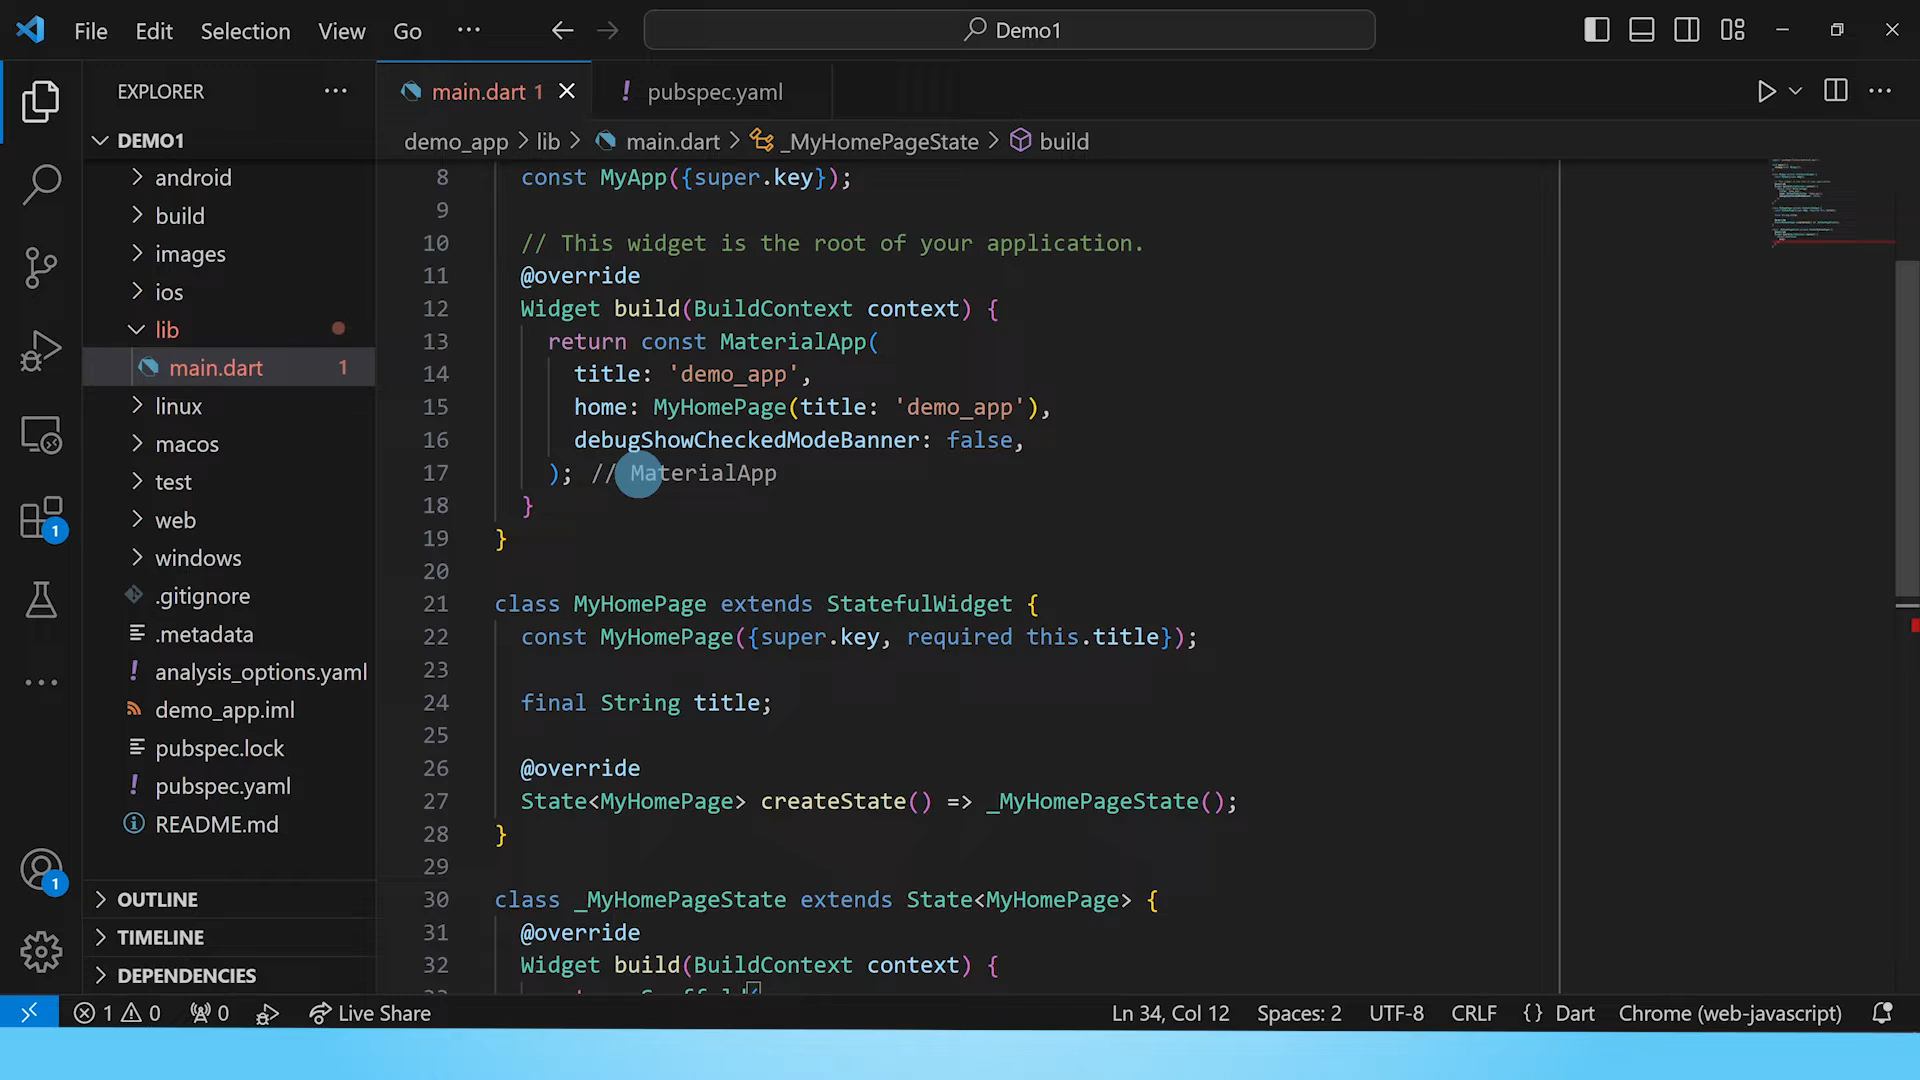 File Edit Selection View Go ··· Demo1
EXPLORER ···
main.dart 1
! pubspec.yaml
demo_app > lib > main.dart > _MyHomePageState > build
DEMO1
android
build
images
ios
lib
main.dart 1
linux
macos
test
web
windows
.gitignore
.metadata
! analysis_options.yaml
demo_app.iml
pubspec.lock
! pubspec.yaml
README.md
OUTLINE
TIMELINE
DEPENDENCIES
1
1
8 const MyApp({super.key});
9
10 // This widget is the root of your application.
11 @override
12 Widget build(BuildContext context) {
13 return const MaterialApp(
14 title: 'demo_app',
15 home: MyHomePage(title: 'demo_app'),
16 debugShowCheckedModeBanner: false,
17 ); // MaterialApp
18 }
19 }
20
21 class MyHomePage extends StatefulWidget {
22 const MyHomePage({super.key, required this.title});
23
24 final String title;
25
26 @override
27 State<MyHomePage> createState() => _MyHomePageState();
28 }
29
30 class _MyHomePageState extends State<MyHomePage> {
31 @override
32 Widget build(BuildContext context) {
1 0 0 Live Share Ln 34, Col 12 Spaces: 2 UTF-8 CRLF {} Dart Chrome (web-javascript)